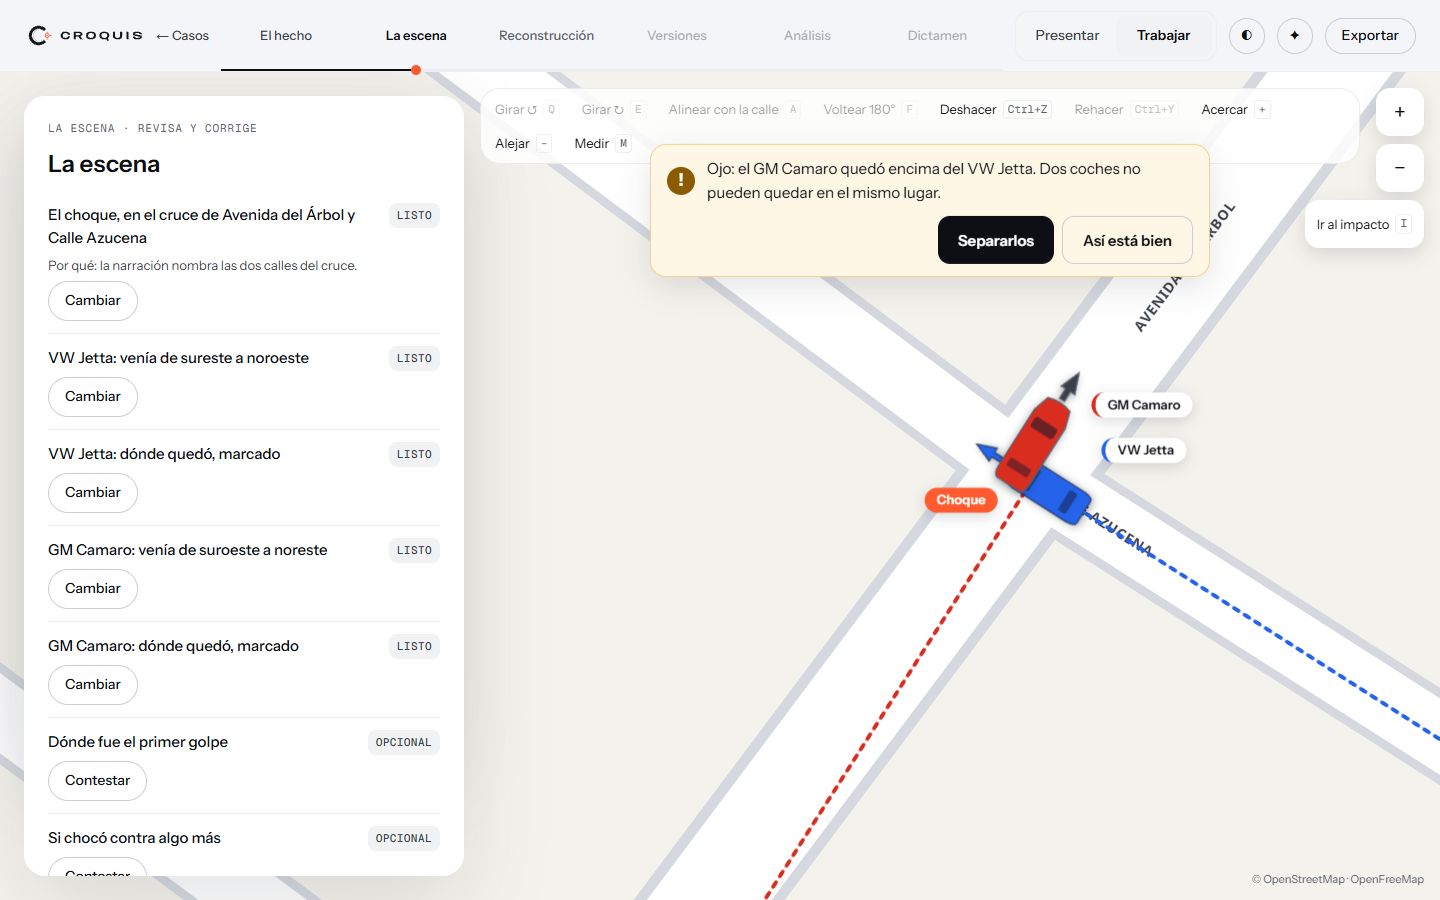 CROQUIS
← Casos
El hecho
La escena
Reconstrucción
Versiones
Análisis
Dictamen
Presentar
Trabajar
Exportar
LA ESCENA · REVISA Y CORRIGE
La escena
El choque, en el cruce de Avenida del Árbol y
Calle Azucena
LISTO
Por qué: la narración nombra las dos calles del cruce.
Cambiar
VW Jetta: venía de sureste a noroeste
LISTO
Cambiar
VW Jetta: dónde quedó, marcado
LISTO
Cambiar
GM Camaro: venía de suroeste a noreste
LISTO
Cambiar
GM Camaro: dónde quedó, marcado
LISTO
Cambiar
Dónde fue el primer golpe
OPCIONAL
Contestar
Si chocó contra algo más
OPCIONAL
Contestar
Girar ↺ Q
Girar ↻ E
Alinear con la calle A
Voltear 180° F
Deshacer Ctrl+Z
Rehacer Ctrl+Y
Acercar +
Alejar −
Medir M
! Ojo: el GM Camaro quedó encima del VW Jetta. Dos coches no
pueden quedar en el mismo lugar.
Separarlos
Así está bien
+
−
Ir al impacto I
AVENIDA
RBOL
GM Camaro
VW Jetta
Choque
AZUCENA
© OpenStreetMap · OpenFreeMap